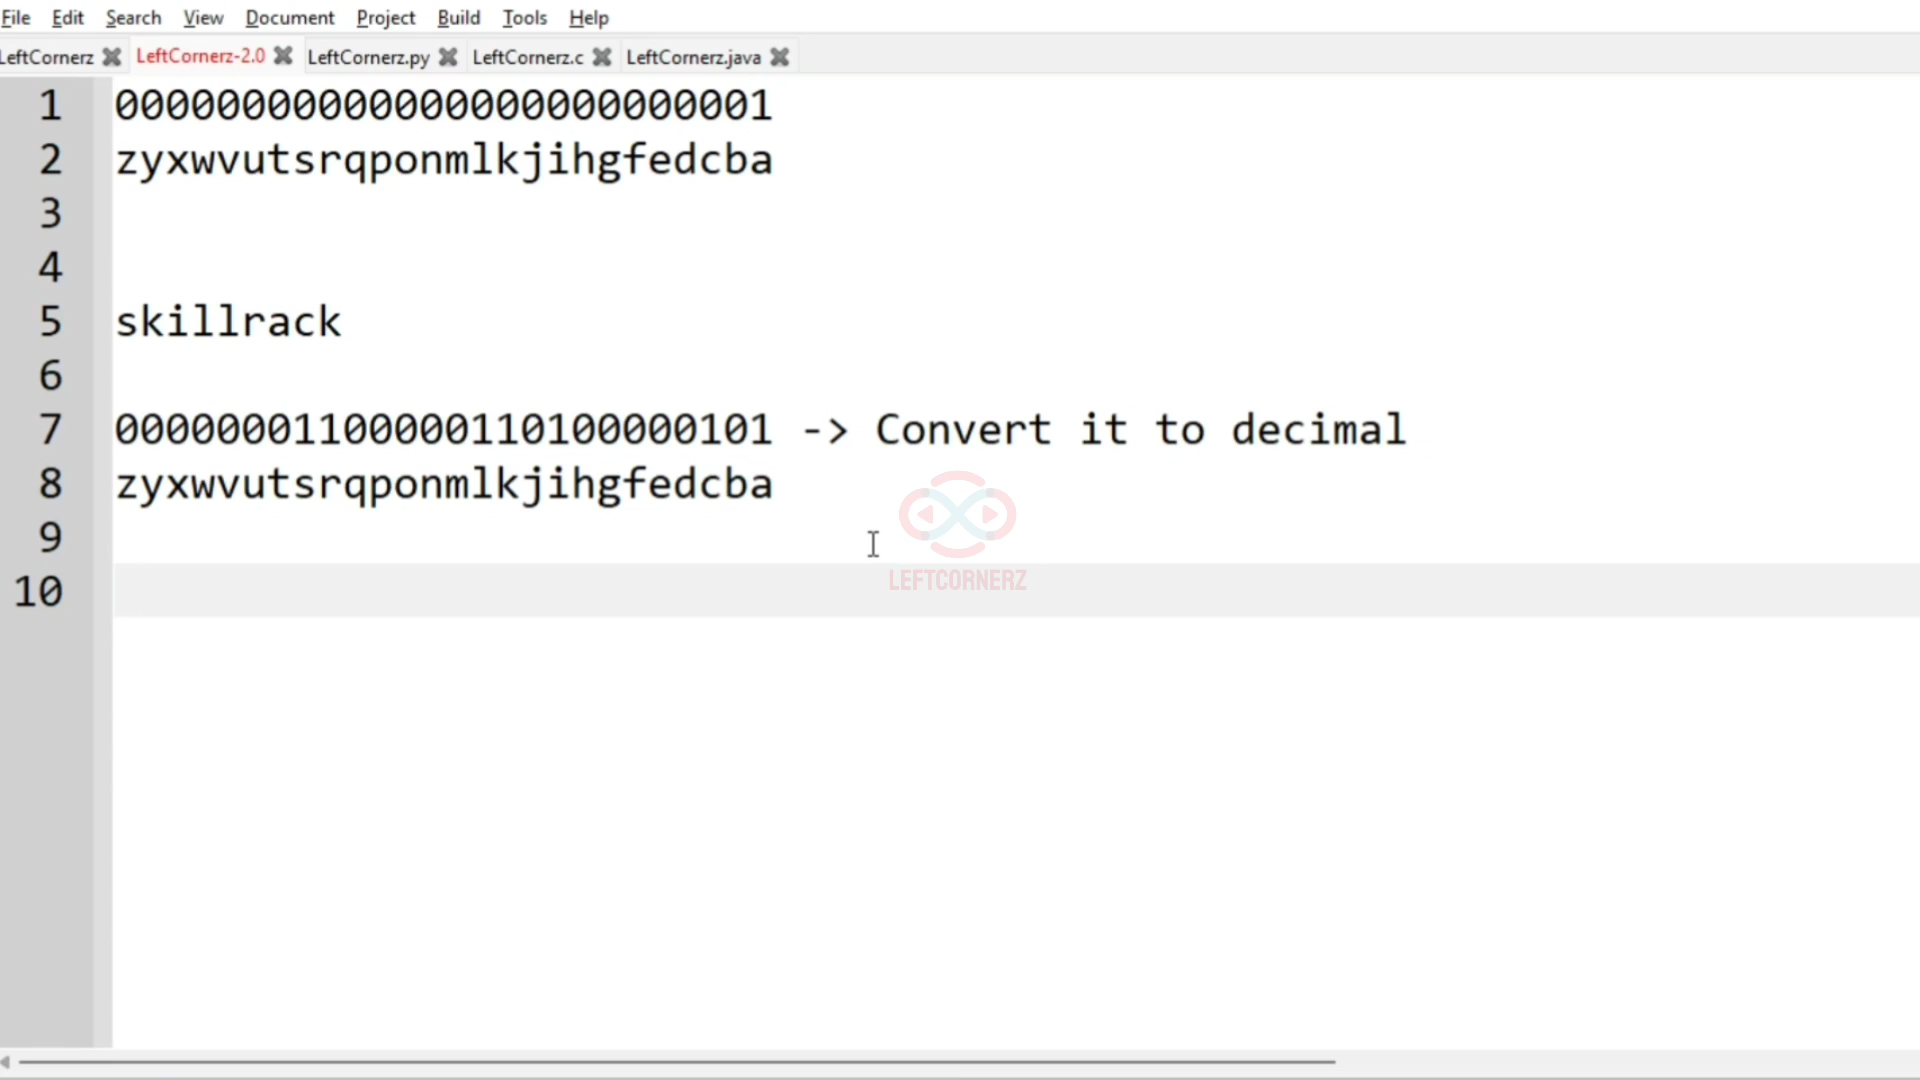 File Edit Search View Document Project Build Tools Help
LeftCornerz LeftCornerz-2.0 LeftCornerz.py LeftCornerz.c LeftCornerz.java
1 00000000000000000000000001
2 zyxwvutsrqponmlkjihgfedcba
3
4
5 skillrack
6
7 00000001100000110100000101 -> Convert it to decimal
8 zyxwvutsrqponmlkjihgfedcba
9
LEFTCORNERZ
10